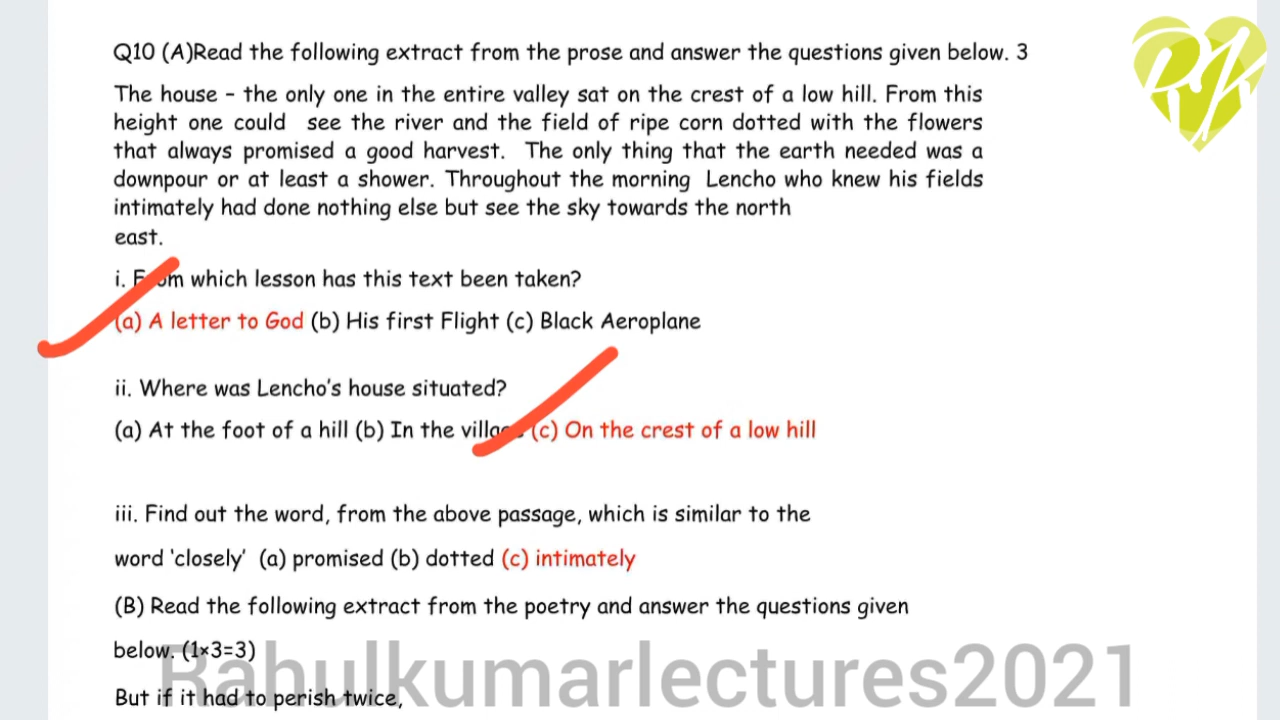 Q10 (A)Read the following extract from the prose and answer the questions given below. 3
The house – the only one in the entire valley sat on the crest of a low hill. From this
height one could see the river and the field of ripe corn dotted with the flowers
that always promised a good harvest. The only thing that the earth needed was a
downpour or at least a shower. Throughout the morning Lencho who knew his fields
intimately had done nothing else but see the sky towards the north
east.
i. From which lesson has this text been taken?
(a) A letter to God (b) His first Flight (c) Black Aeroplane
ii. Where was Lencho's house situated?
(a) At the foot of a hill (b) In the village (c) On the crest of a low hill
iii. Find out the word, from the above passage, which is similar to the
word 'closely' (a) promised (b) dotted (c) intimately
(B) Read the following extract from the poetry and answer the questions given
below. (1×3=3)
Rahulkumarlectures2021
But if it had to perish twice,